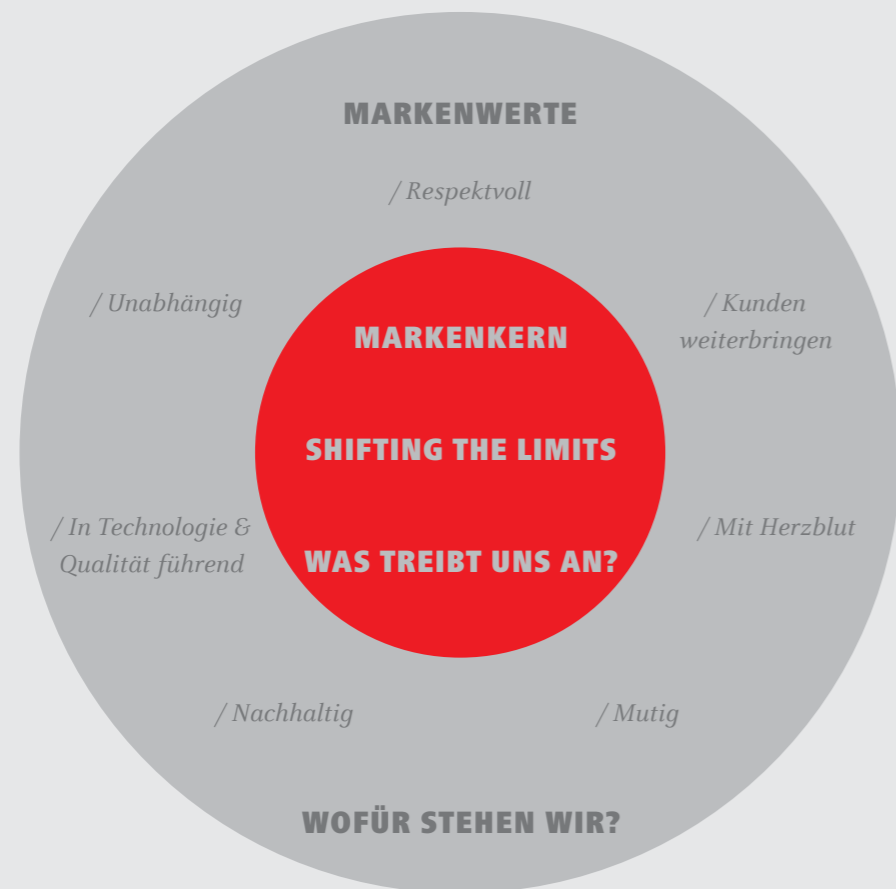 MARKENWERTE
/ Respektvoll
/ Unabhängig
/ Kunden
weiterbringen
MARKENKERN
SHIFTING THE LIMITS
/ In Technologie &
Qualität führend
/ Mit Herzblut
WAS TREIBT UNS AN?
/ Nachhaltig
/ Mutig
WOFÜR STEHEN WIR?